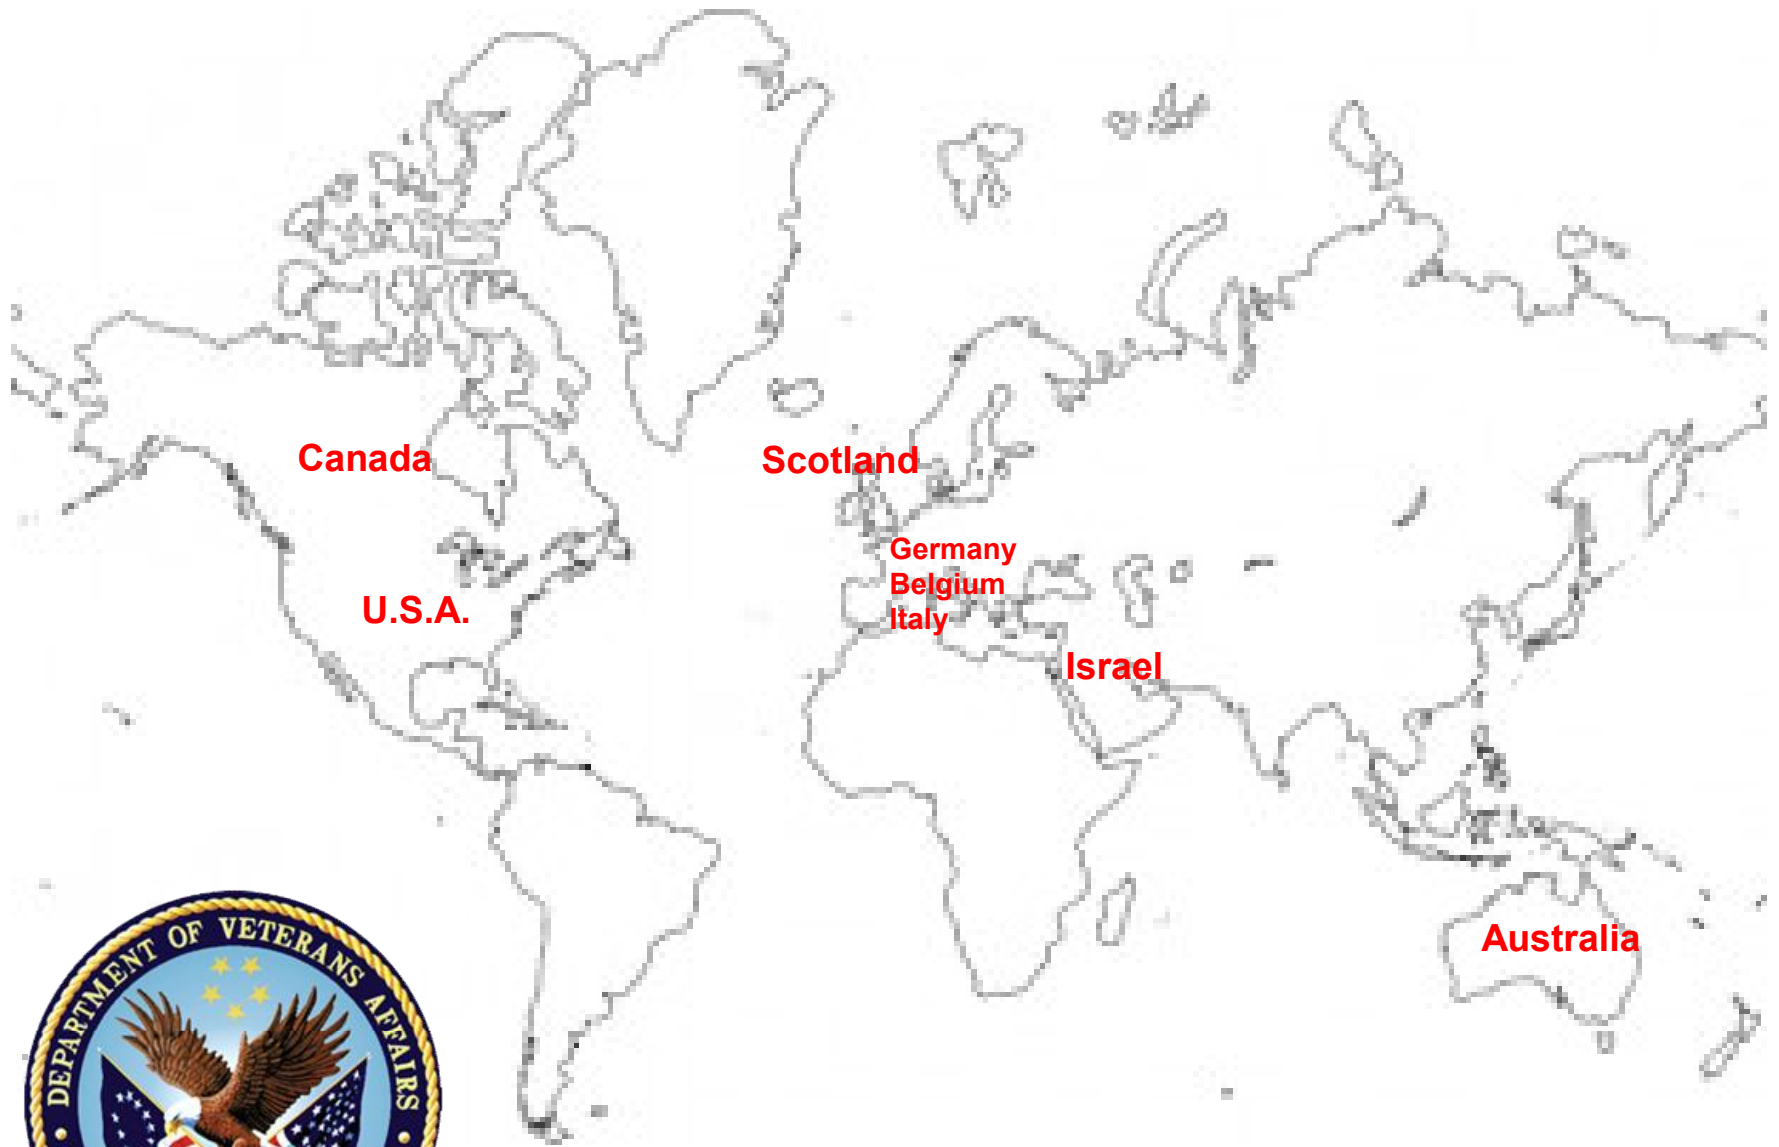 Canada
Scotland
Germany
Belgium
Italy
U.S.A.
Israel
Australia
DEPARTMENT OF VETERANS AFFAIRS